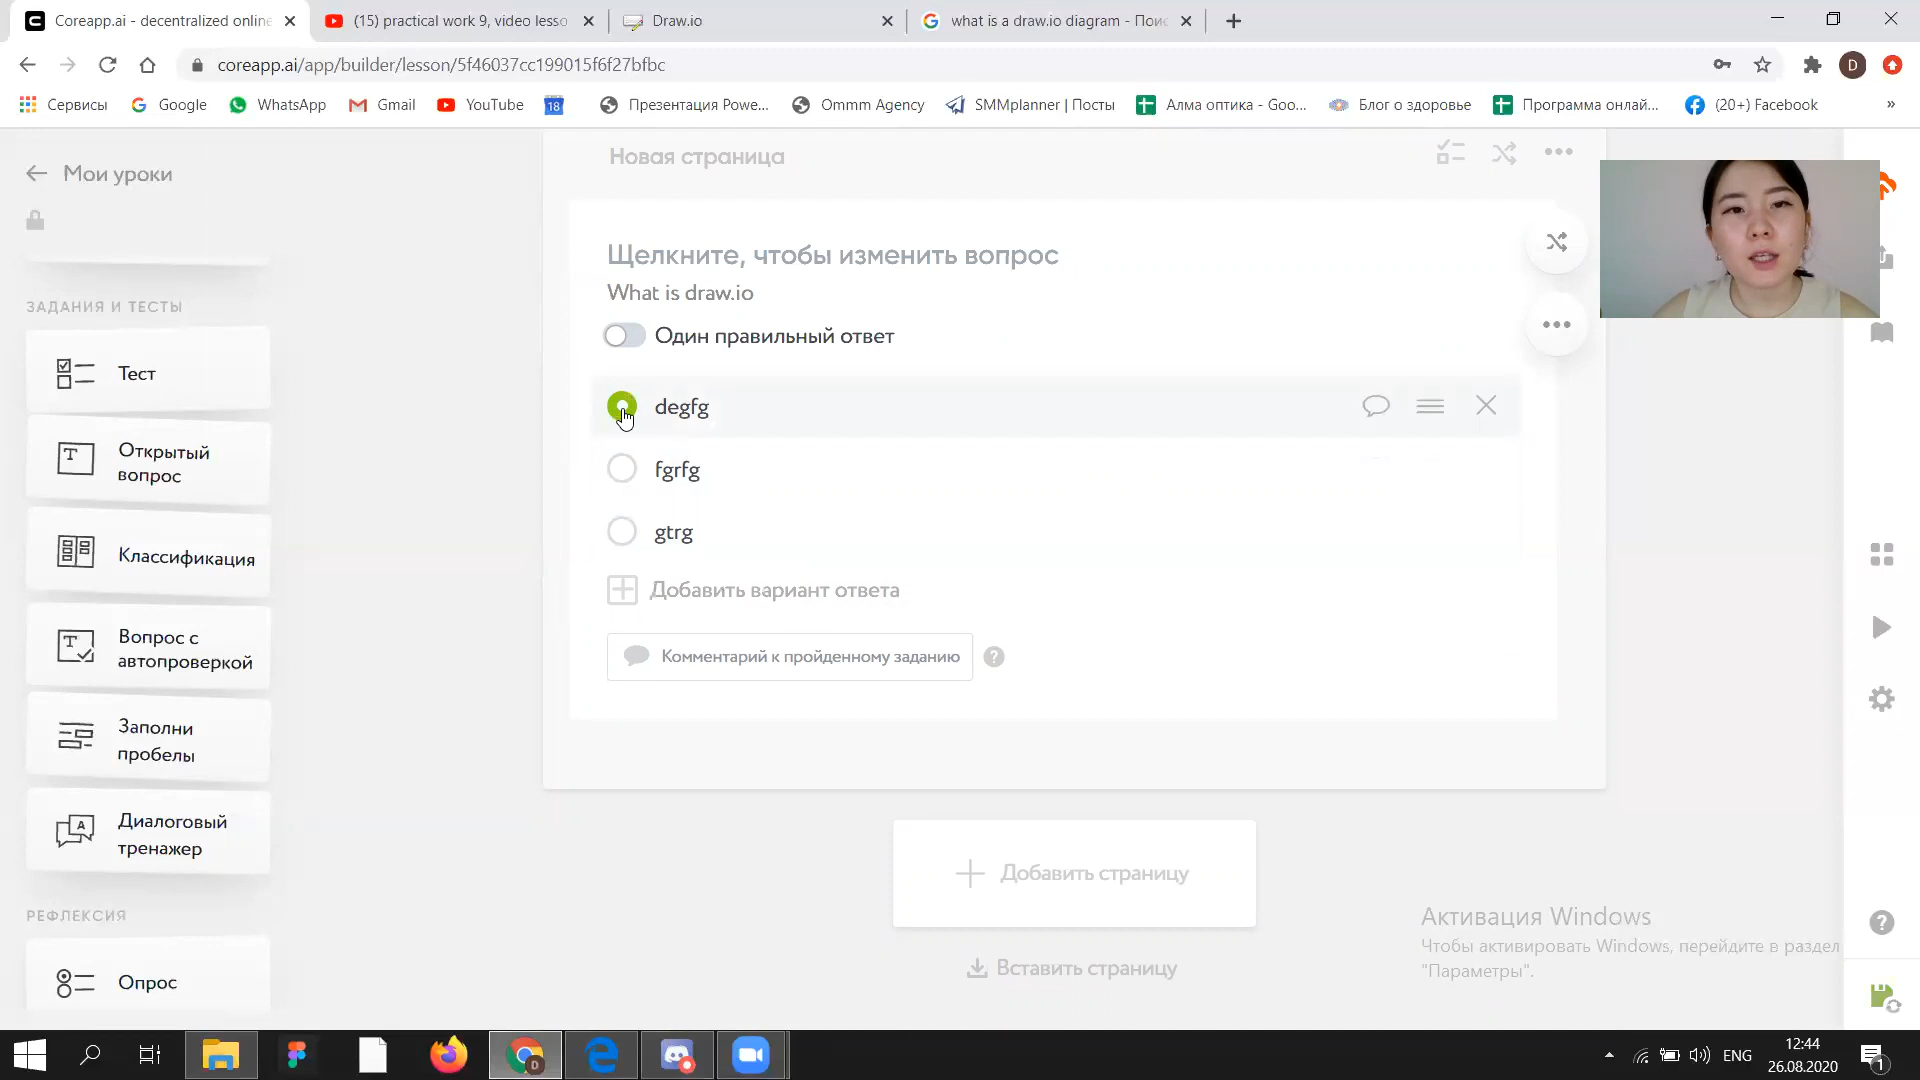 Coreapp.ai - decentralized online
(15) practical work 9, video lesso
Draw.io
what is a draw.io diagram - Пои
coreapp.ai/app/builder/lesson/5f46037cc199015f6f27bfbc
D
Сервисы
Google
WhatsApp
Gmail
YouTube
18
Презентация Powe...
Ommm Agency
SMMplanner | Посты
Алма оптика - Goo...
Блог о здоровье
Программа онлай...
(20+) Facebook
»
Мои уроки
ЗАДАНИЯ И ТЕСТЫ
Тест
Открытый
вопрос
Классификация
Вопрос с
автопроверкой
Заполни
пробелы
Диалоговый
тренажер
РЕФЛЕКСИЯ
Опрос
Новая страница
Щелкните, чтобы изменить вопрос
What is draw.io
Один правильный ответ
degfg
fgrfg
gtrg
Добавить вариант ответа
Комментарий к пройденному заданию
?
Добавить страницу
Вставить страницу
Активация Windows
Чтобы активировать Windows, перейдите в раздел
"Параметры".
?
ENG
12:44
26.08.2020
1